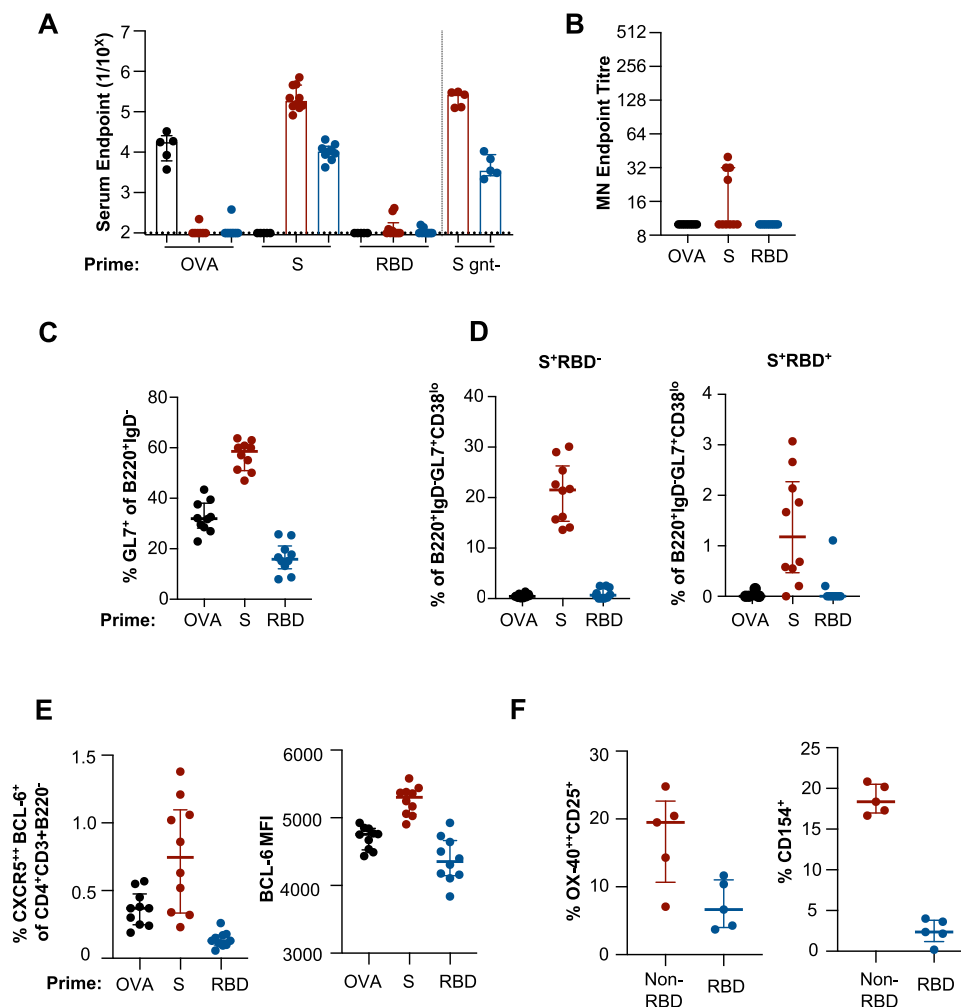 A
Serum Endpoint (1/10ˣ)
7
6
5
4
3
2
Prime:
OVA
S
RBD
S gnt-
B
MN Endpoint Titre
512
256
128
64
32
16
8
OVA
S
RBD
C
% GL7⁺ of B220⁺IgD⁻
80
60
40
20
0
Prime:
OVA
S
RBD
D
S⁺RBD⁻
% of B220⁺IgD⁻GL7⁺CD38ˡᵒ
40
30
20
10
0
OVA
S
RBD
S⁺RBD⁺
% of B220⁺IgD⁻GL7⁺CD38ˡᵒ
4
3
2
1
0
OVA
S
RBD
E
% CXCR5⁺⁺ BCL-6⁺
of CD4⁺CD3+B220⁻
1.5
1.0
0.5
0
Prime:
OVA
S
RBD
BCL-6 MFI
6000
5000
4000
3000
OVA
S
RBD
F
% OX-40⁺⁺CD25⁺
30
20
10
0
Non-
RBD
RBD
% CD154⁺
25
20
15
10
5
0
Non-
RBD
RBD